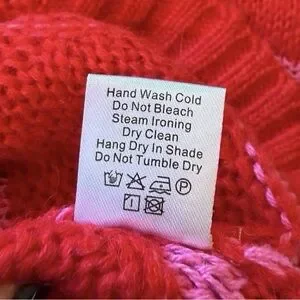 Hand Wash Cold
Do Not Bleach
Steam Ironing
Dry Clean
Hang Dry In Shade
Do Not Tumble Dry
P